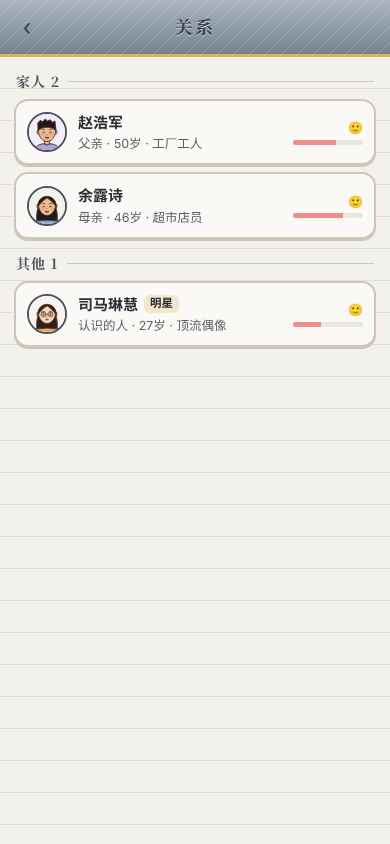 关系
家人 2
赵浩军
父亲 · 50岁 · 工厂工人
余露诗
母亲 · 46岁 · 超市店员
其他 1
司马琳慧 明星
认识的人 · 27岁 · 顶流偶像